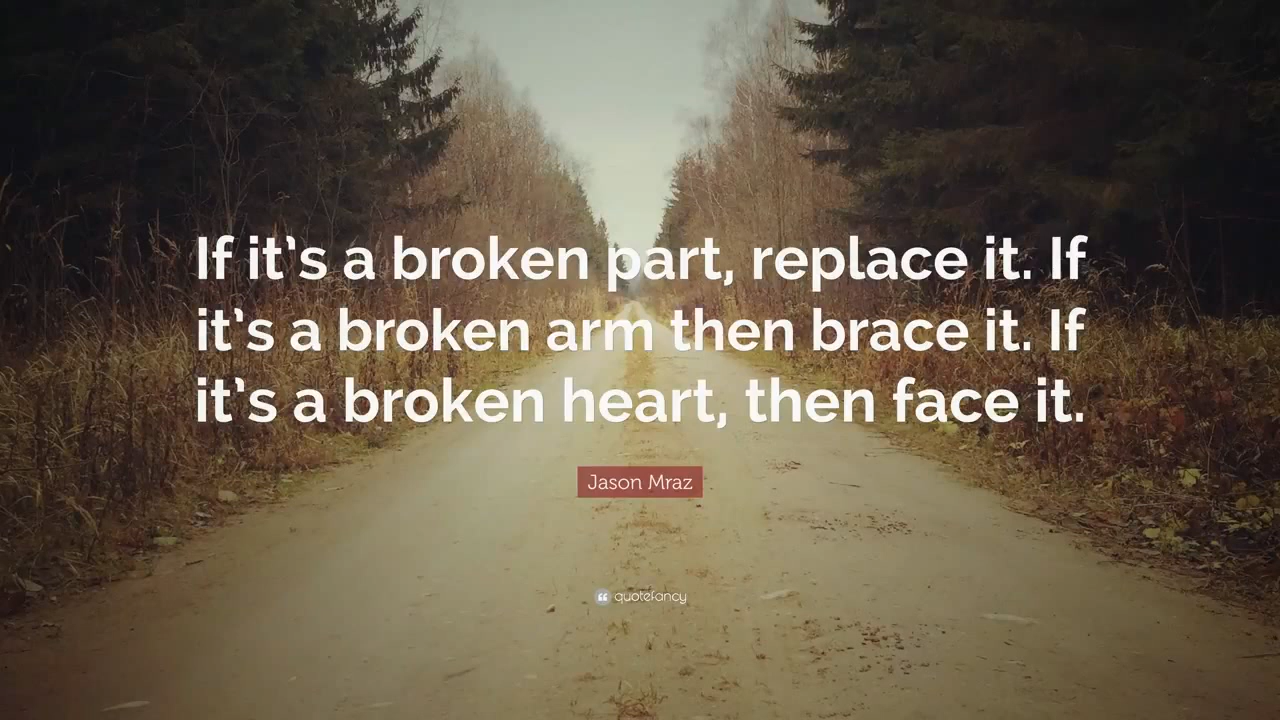 If it’s a broken part, replace it. If
it’s a broken arm then brace it. If
it’s a broken heart, then face it.
Jason Mraz
quotefancy